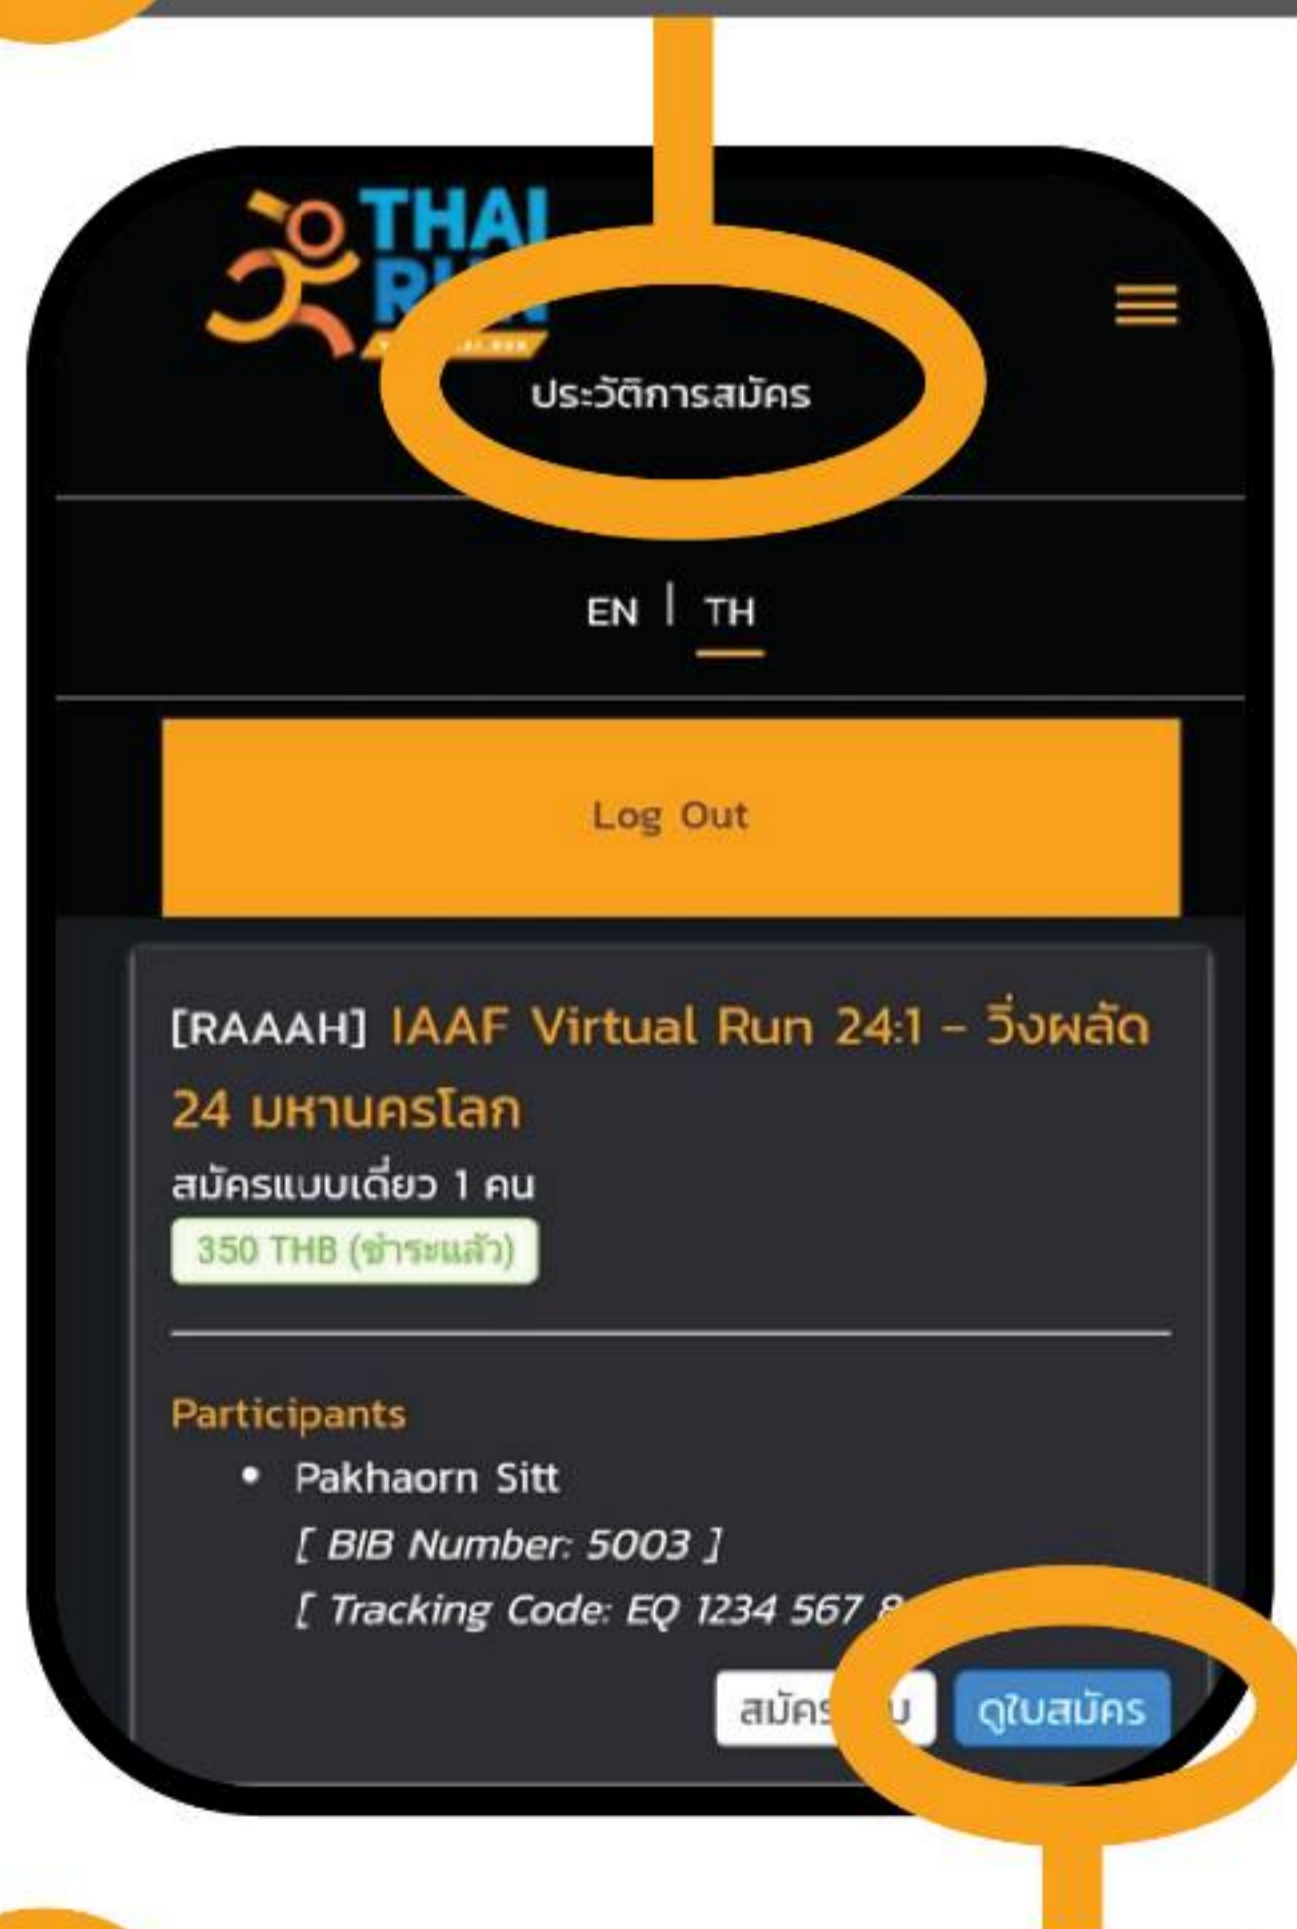 THAI
ประวัติการสมัคร
EN | TH
Log Out
[RAAAH] IAAF Virtual Run 24:1 – วิ่งผลัด
24 มหานครโลก
สมัครแบบเดี่ยว 1 คน
350 THB (ชำระแล้ว)
Participants
• Pakhaorn Sitt
[ BIB Number: 5003 ]
[ Tracking Code: EQ 1234 567 8
ดูใบสมัคร